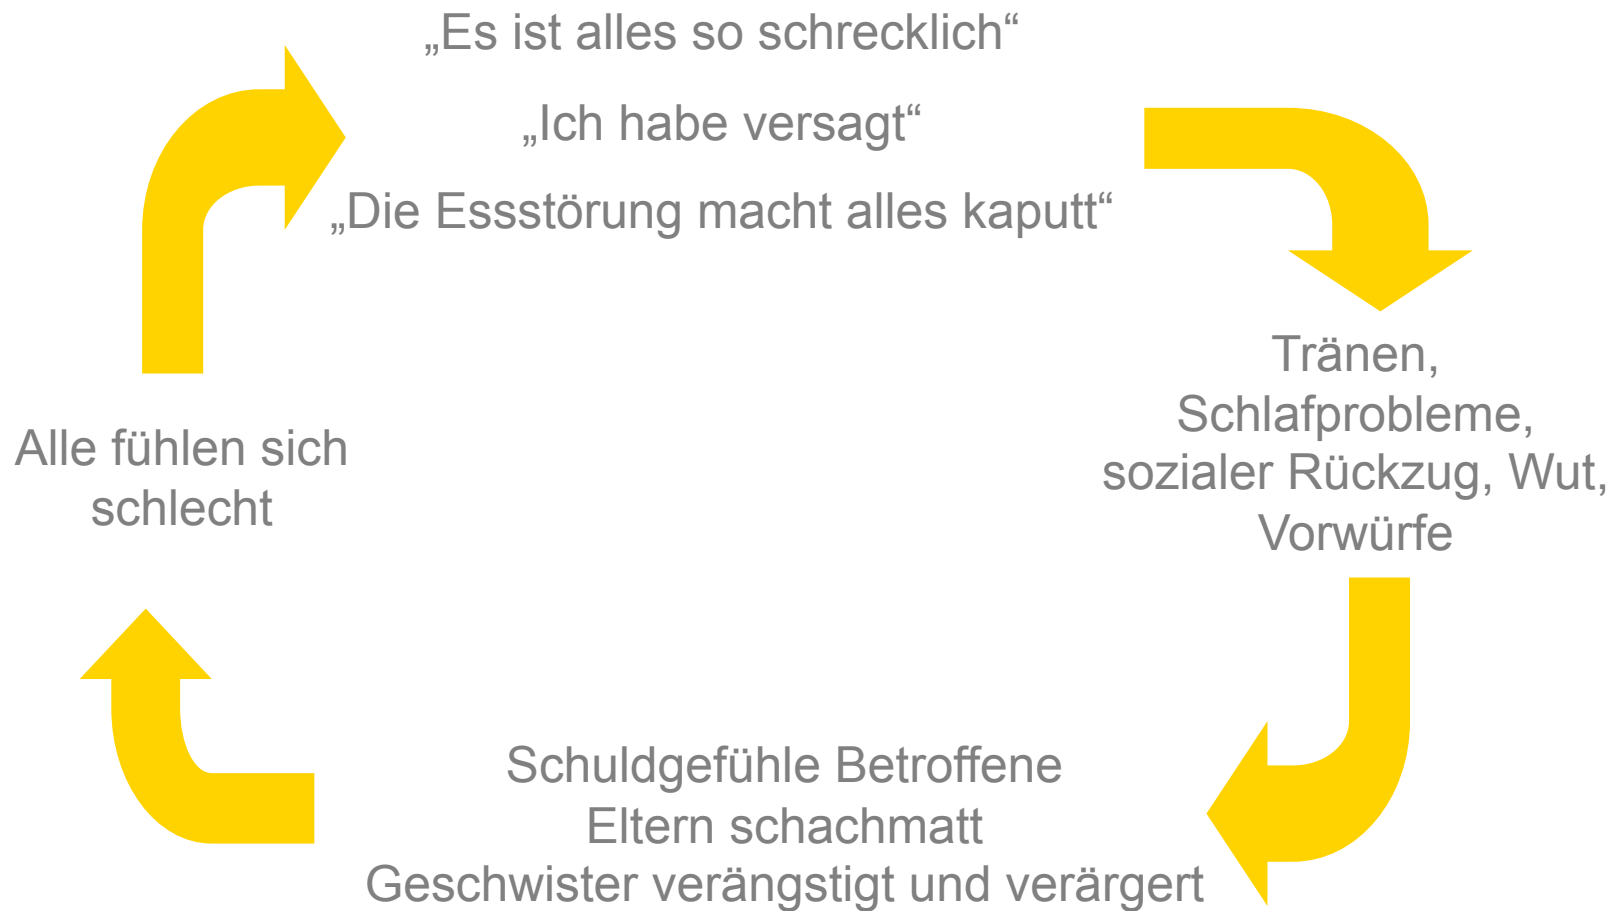 „Es ist alles so schrecklich“
„Ich habe versagt“
„Die Essstörung macht alles kaputt“
Tränen,
Schlafprobleme,
sozialer Rückzug, Wut,
Vorwürfe
Schuldgefühle Betroffene
Eltern schachmatt
Geschwister verängstigt und verärgert
Alle fühlen sich
schlecht